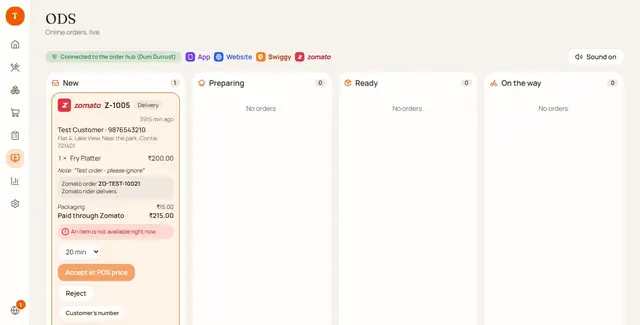 T
ODS
Online orders, live.
Connected to the order hub (Dum Durrust) App Website Swiggy zomato
Sound on
New 1
zomato Z-1005 Delivery
3915 min ago
Test Customer · 9876543210
Flat 4, Lake View, Near the park, Contai
721401
1 × Fry Platter ₹200.00
Note: "Test order - please ignore"
Zomato order ZO-TEST-10021
Zomato rider delivers
Packaging ₹15.00
Paid through Zomato ₹215.00
An item is not available right now
20 min
Accept at POS price
Reject
Customer's number
Preparing 0
No orders.
Ready 0
No orders.
On the way 0
No orders.
1